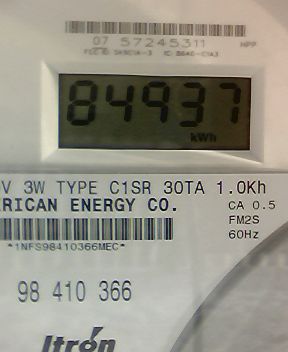 07 57245311 HPP
84937
kWh
V 3W TYPE C1SR 30TA 1.0Kh
RICAN ENERGY CO. CA 0.5
FM2S
60Hz
*1NFS98410366MEC*
98 410 366
Itron